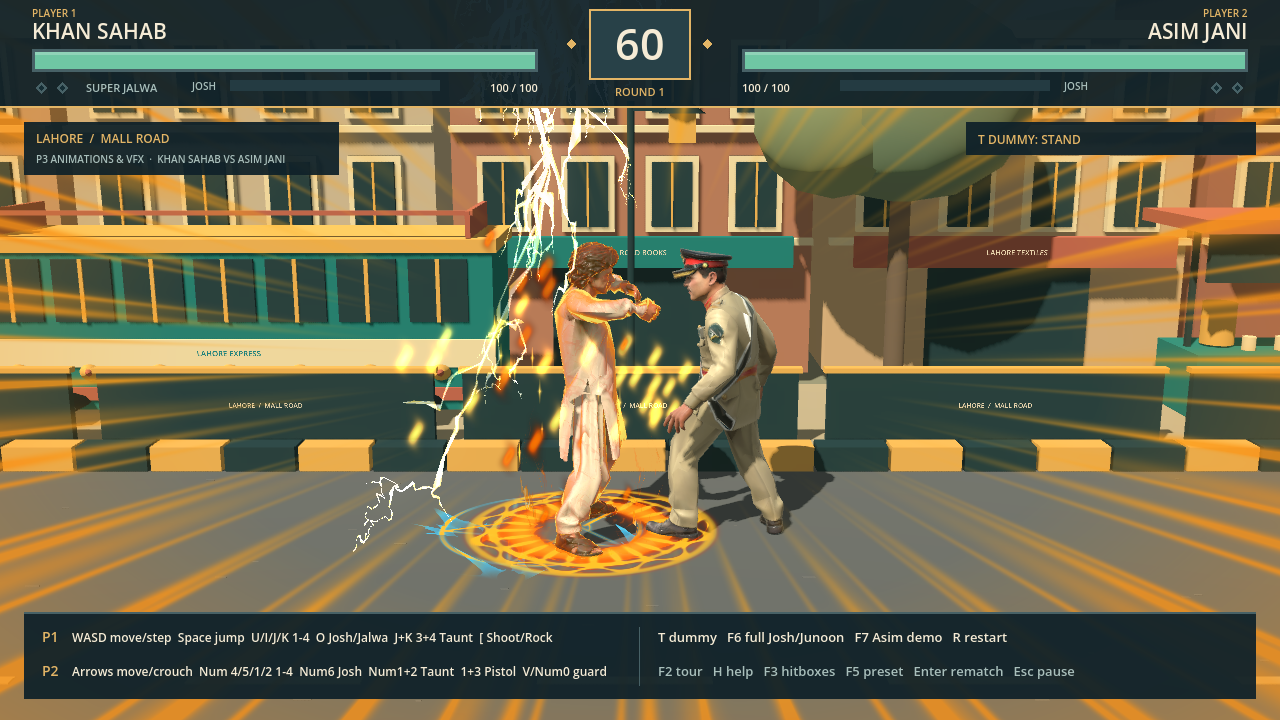 PLAYER 1
KHAN SAHAB
SUPER JALWA
JOSH
100 / 100
60
ROUND 1
PLAYER 2
ASIM JANI
100 / 100
JOSH
LAHORE / MALL ROAD
P3 ANIMATIONS & VFX · KHAN SAHAB VS ASIM JANI
T DUMMY: STAND
BOOKS
LAHORE TEXTILES
LAHORE EXPRESS
LAHORE / MALL ROAD
/ MALL ROAD
LAHORE / MALL ROAD
P1 WASD move/step Space jump U/I/J/K 1-4 O Josh/Jalwa J+K 3+4 Taunt [ Shoot/Rock
P2 Arrows move/crouch Num 4/5/1/2 1-4 Num6 Josh Num1+2 Taunt 1+3 Pistol V/Num0 guard
T dummy F6 full Josh/Junoon F7 Asim demo R restart
F2 tour H help F3 hitboxes F5 preset Enter rematch Esc pause